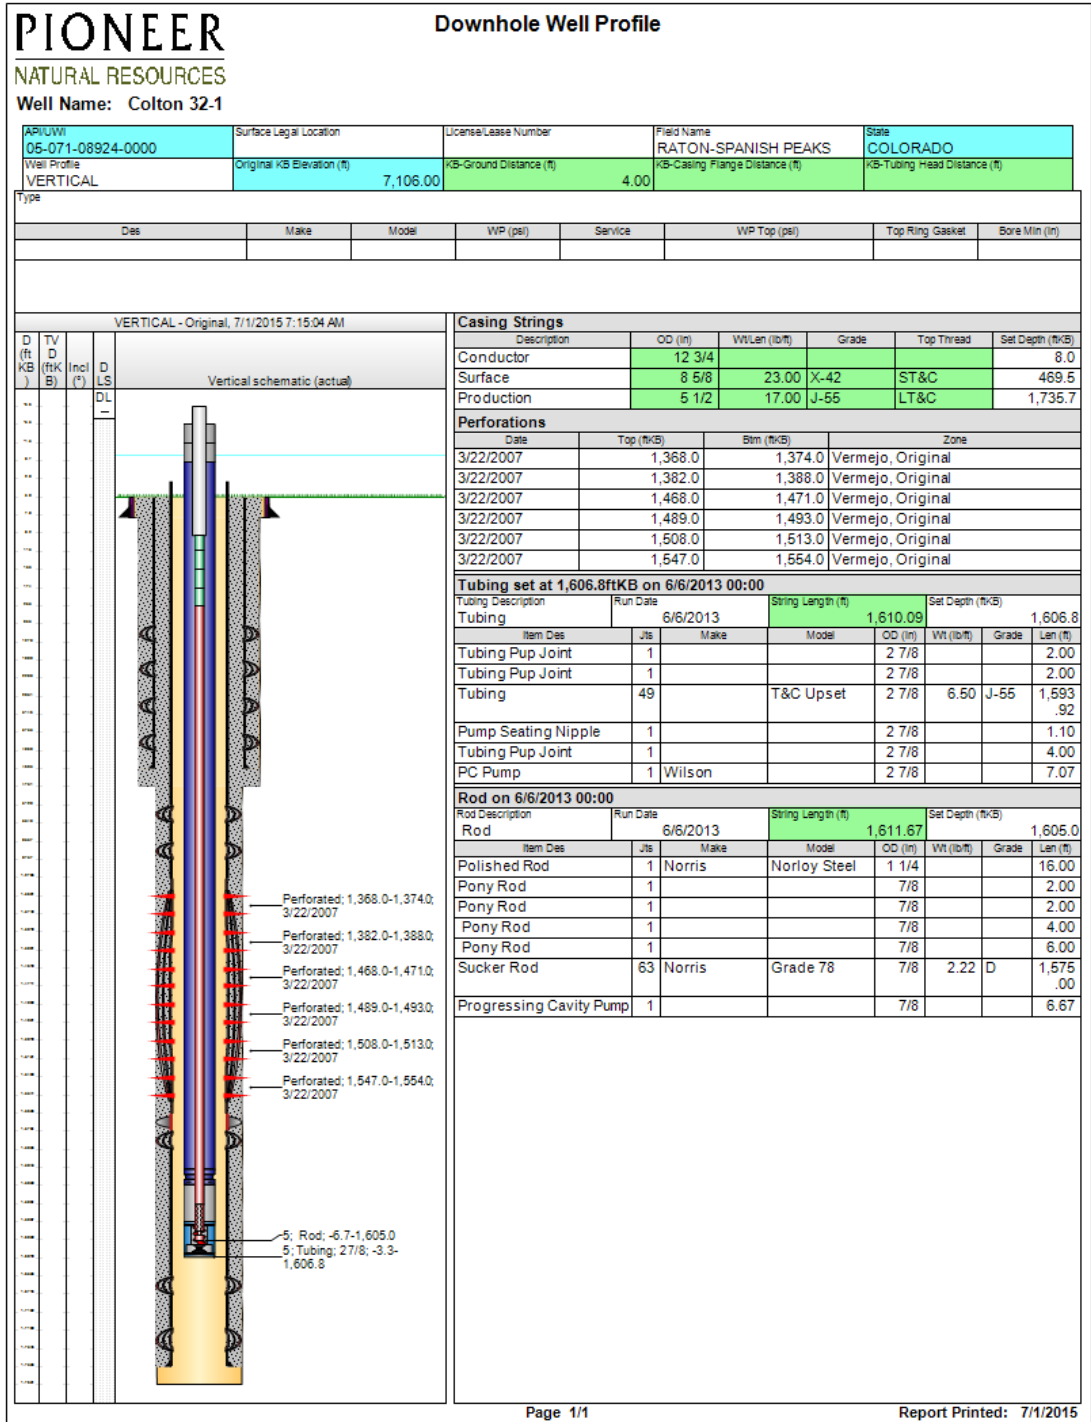 PIONEER
NATURAL RESOURCES
Downhole Well Profile
Well Name: Colton 32-1
API/UWI Surface Legal Location License/Lease Number Field Name State
05-071-08924-0000 RATON-SPANISH PEAKS COLORADO
Well Profile Original KB Elevation (ft) KB-Ground Distance (ft) KB-Casing Flange Distance (ft) KB-Tubing Head Distance (ft)
VERTICAL 7,106.00 4.00
Type
Des Make Model WP (psi) Service WP Top (psi) Top Ring Gasket Bore Min (in)
VERTICAL - Original, 7/1/2015 7:15:04 AM
D (ft KB ) TV D (ftK B) Incl (°) D LS
Vertical schematic (actual)
DL
Perforated; 1,368.0-1,374.0;
3/22/2007
Perforated; 1,382.0-1,388.0;
3/22/2007
Perforated; 1,468.0-1,471.0;
3/22/2007
Perforated; 1,489.0-1,493.0;
3/22/2007
Perforated; 1,508.0-1,513.0;
3/22/2007
Perforated; 1,547.0-1,554.0;
3/22/2007
5; Rod; -6.7-1,605.0
5; Tubing; 2 7/8; -3.3-
1,606.8
Casing Strings
Description OD (in) Wt/Len (lb/ft) Grade Top Thread Set Depth (ftKB)
Conductor 12 3/4 8.0
Surface 8 5/8 23.00 X-42 ST&C 469.5
Production 5 1/2 17.00 J-55 LT&C 1,735.7
Perforations
Date Top (ftKB) Btm (ftKB) Zone
3/22/2007 1,368.0 1,374.0 Vermejo, Original
3/22/2007 1,382.0 1,388.0 Vermejo, Original
3/22/2007 1,468.0 1,471.0 Vermejo, Original
3/22/2007 1,489.0 1,493.0 Vermejo, Original
3/22/2007 1,508.0 1,513.0 Vermejo, Original
3/22/2007 1,547.0 1,554.0 Vermejo, Original
Tubing set at 1,606.8ftKB on 6/6/2013 00:00
Tubing Description Run Date String Length (ft) Set Depth (ftKB)
Tubing 6/6/2013 1,610.09 1,606.8
Item Des Jts Make Model OD (in) Wt (lb/ft) Grade Len (ft)
Tubing Pup Joint 1 2 7/8 2.00
Tubing Pup Joint 1 2 7/8 2.00
Tubing 49 T&C Upset 2 7/8 6.50 J-55 1,593
.92
Pump Seating Nipple 1 2 7/8 1.10
Tubing Pup Joint 1 2 7/8 4.00
PC Pump 1 Wilson 2 7/8 7.07
Rod on 6/6/2013 00:00
Rod Description Run Date String Length (ft) Set Depth (ftKB)
Rod 6/6/2013 1,611.67 1,605.0
Item Des Jts Make Model OD (in) Wt (lb/ft) Grade Len (ft)
Polished Rod 1 Norris Norloy Steel 1 1/4 16.00
Pony Rod 1 7/8 2.00
Pony Rod 1 7/8 2.00
Pony Rod 1 7/8 4.00
Pony Rod 1 7/8 6.00
Sucker Rod 63 Norris Grade 78 7/8 2.22 D 1,575
.00
Progressing Cavity Pump 1 7/8 6.67
Page 1/1
Report Printed: 7/1/2015